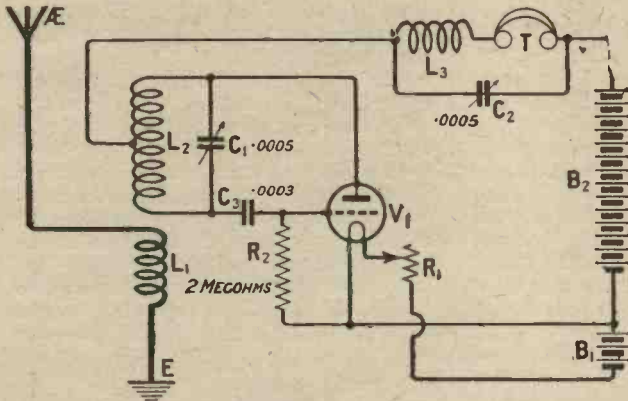 Æ
L₃
T
.0005
C₂
L₂
C₁ .0005
C₃ .0003
B₂
V₁
R₂
R₁
L₁
2 MEGOHMS
B₁
E